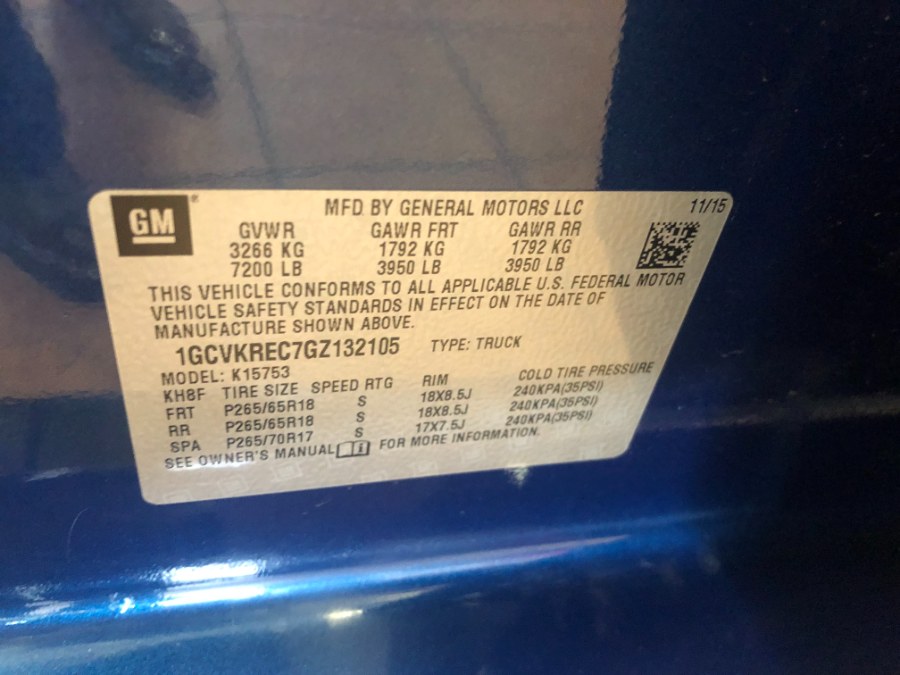 GM®
MFD BY GENERAL MOTORS LLC 11/15
GVWR GAWR FRT GAWR RR
3266 KG 1792 KG 1792 KG
7200 LB 3950 LB 3950 LB
THIS VEHICLE CONFORMS TO ALL APPLICABLE U.S. FEDERAL MOTOR
VEHICLE SAFETY STANDARDS IN EFFECT ON THE DATE OF
MANUFACTURE SHOWN ABOVE.
1GCVKREC7GZ132105 TYPE: TRUCK
MODEL: K15753
KH8F TIRE SIZE SPEED RTG RIM COLD TIRE PRESSURE
FRT P265/65R18 S 18X8.5J 240KPA(35PSI)
RR P265/65R18 S 18X8.5J 240KPA(35PSI)
SPA P265/70R17 S 17X7.5J 240KPA(35PSI)
SEE OWNER'S MANUAL FOR MORE INFORMATION.